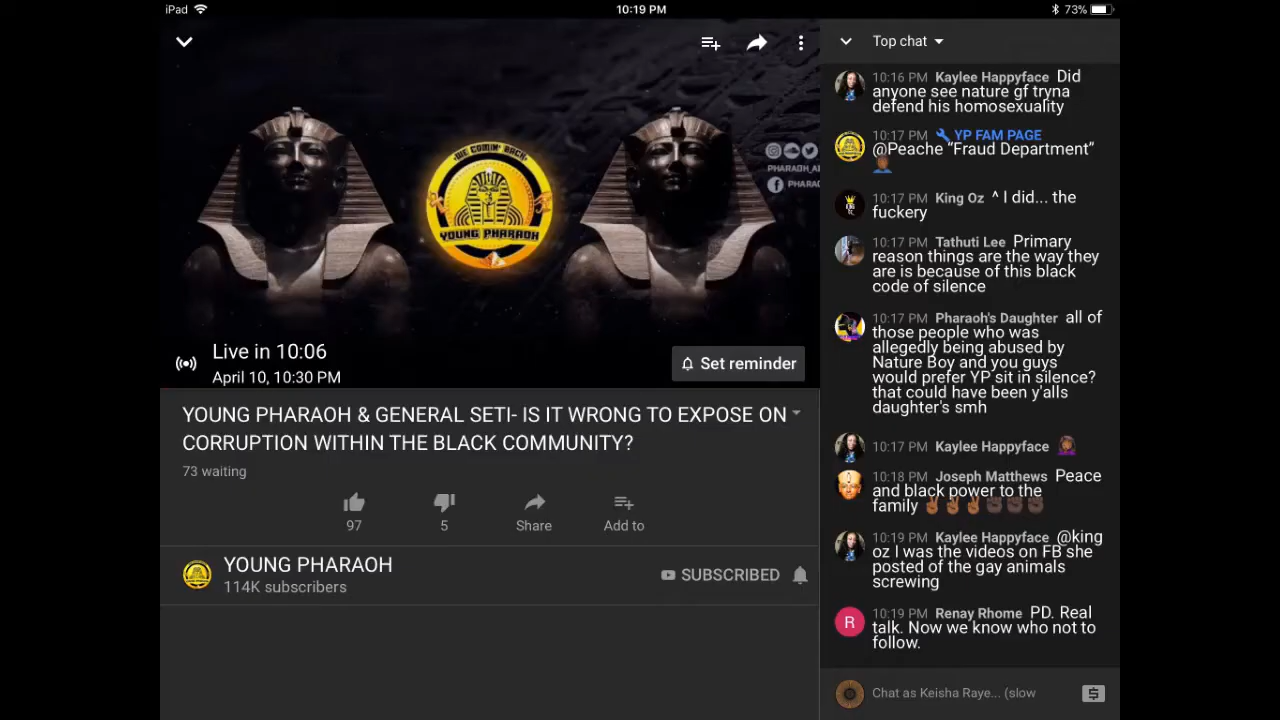 iPad
10:19 PM
73%
WE COMIN' BACK
YOUNG PHARAOH
PHARAOH_A
PHARAO
Live in 10:06
April 10, 10:30 PM
Set reminder
YOUNG PHARAOH & GENERAL SETI- IS IT WRONG TO EXPOSE ON
CORRUPTION WITHIN THE BLACK COMMUNITY?
73 waiting
97
5
Share
Add to
YOUNG PHARAOH
114K subscribers
SUBSCRIBED
Top chat
10:16 PM Kaylee Happyface Did
anyone see nature gf tryna
defend his homosexuality
10:17 PM YP FAM PAGE
@Peache “Fraud Department”
10:17 PM King Oz ^ I did... the
fuckery
10:17 PM Tathuti Lee Primary
reason things are the way they
are is because of this black
code of silence
10:17 PM Pharaoh's Daughter all of
those people who was
allegedly being abused by
Nature Boy and you guys
would prefer YP sit in silence?
that could have been y'alls
daughter's smh
10:17 PM Kaylee Happyface
10:18 PM Joseph Matthews Peace
and black power to the
family
10:19 PM Kaylee Happyface @king
oz I was the videos on FB she
posted of the gay animals
screwing
R
10:19 PM Renay Rhome PD. Real
talk. Now we know who not to
follow.
Chat as Keisha Raye... (slow